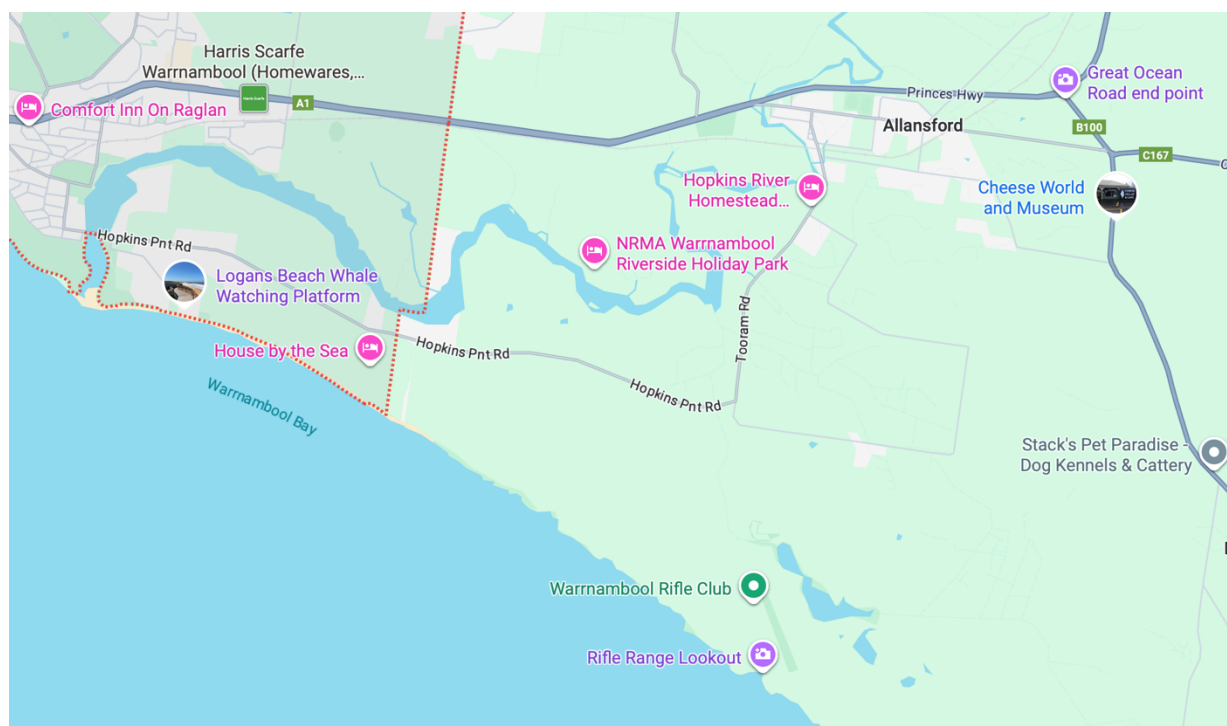 Harris Scarfe
Warrnambool (Homewares,...
Comfort Inn On Raglan
A1
Princes Hwy
Great Ocean
Road end point
Allansford
B100
C167
Hopkins River
Homestead...
Cheese World
and Museum
Hopkins Pnt Rd
NRMA Warrnambool
Riverside Holiday Park
Logans Beach Whale
Watching Platform
Tooram Rd
House by the Sea
Hopkins Pnt Rd
Hopkins Pnt Rd
Warrnambool Bay
Stack's Pet Paradise -
Dog Kennels & Cattery
Warrnambool Rifle Club
Rifle Range Lookout